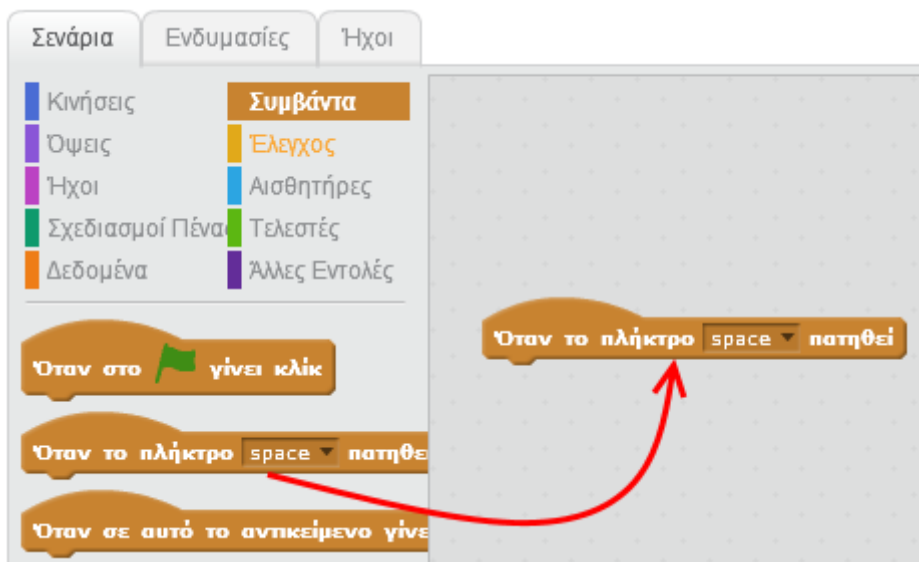 Σενάρια Ενδυμασίες Ήχοι
Κινήσεις Συμβάντα
Όψεις Έλεγχος
Ήχοι Αισθητήρες
Σχεδιασμοί Πένας Τελεστές
Δεδομένα Άλλες Εντολές
Όταν στο γίνει κλίκ
Όταν το πλήκτρο space πατηθεί
Όταν σε αυτό το αντικείμενο γίνε
Όταν το πλήκτρο space πατηθεί